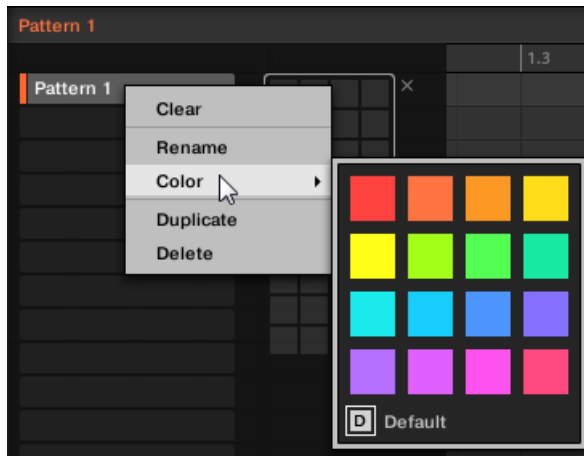 Pattern 1
1.3
Pattern 1
×
Clear
Rename
Color
Duplicate
Delete
D Default